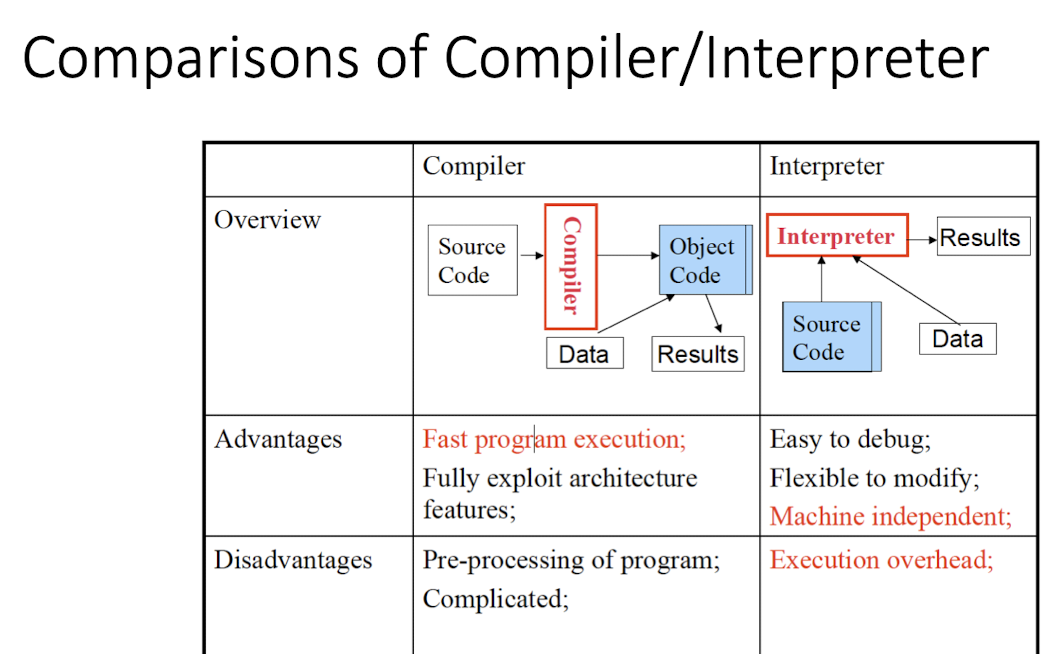 Comparisons of Compiler/Interpreter
Compiler
Interpreter
Overview
Source
Code
Compiler
Object
Code
Data
Results
Interpreter
Results
Source
Code
Data
Advantages
Fast program execution;
Fully exploit architecture
features;
Easy to debug;
Flexible to modify;
Machine independent;
Disadvantages
Pre-processing of program;
Complicated;
Execution overhead;